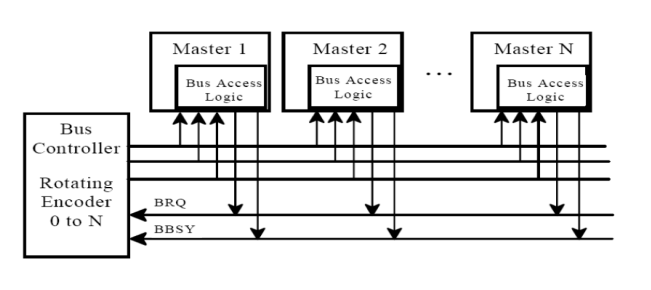 Master 1
Bus Access
Logic
Master 2
Bus Access
Logic
...
Master N
Bus Access
Logic
Bus
Controller
Rotating
Encoder
0 to N
BRQ
BBSY